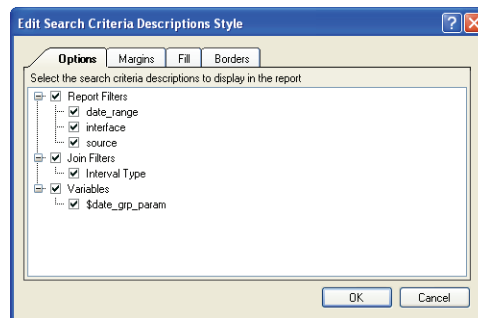 Edit Search Criteria Descriptions Style
Options Margins Fill Borders
Select the search criteria descriptions to display in the report
Report Filters
date_range
interface
source
Join Filters
Interval Type
Variables
$date_grp_param
OK Cancel